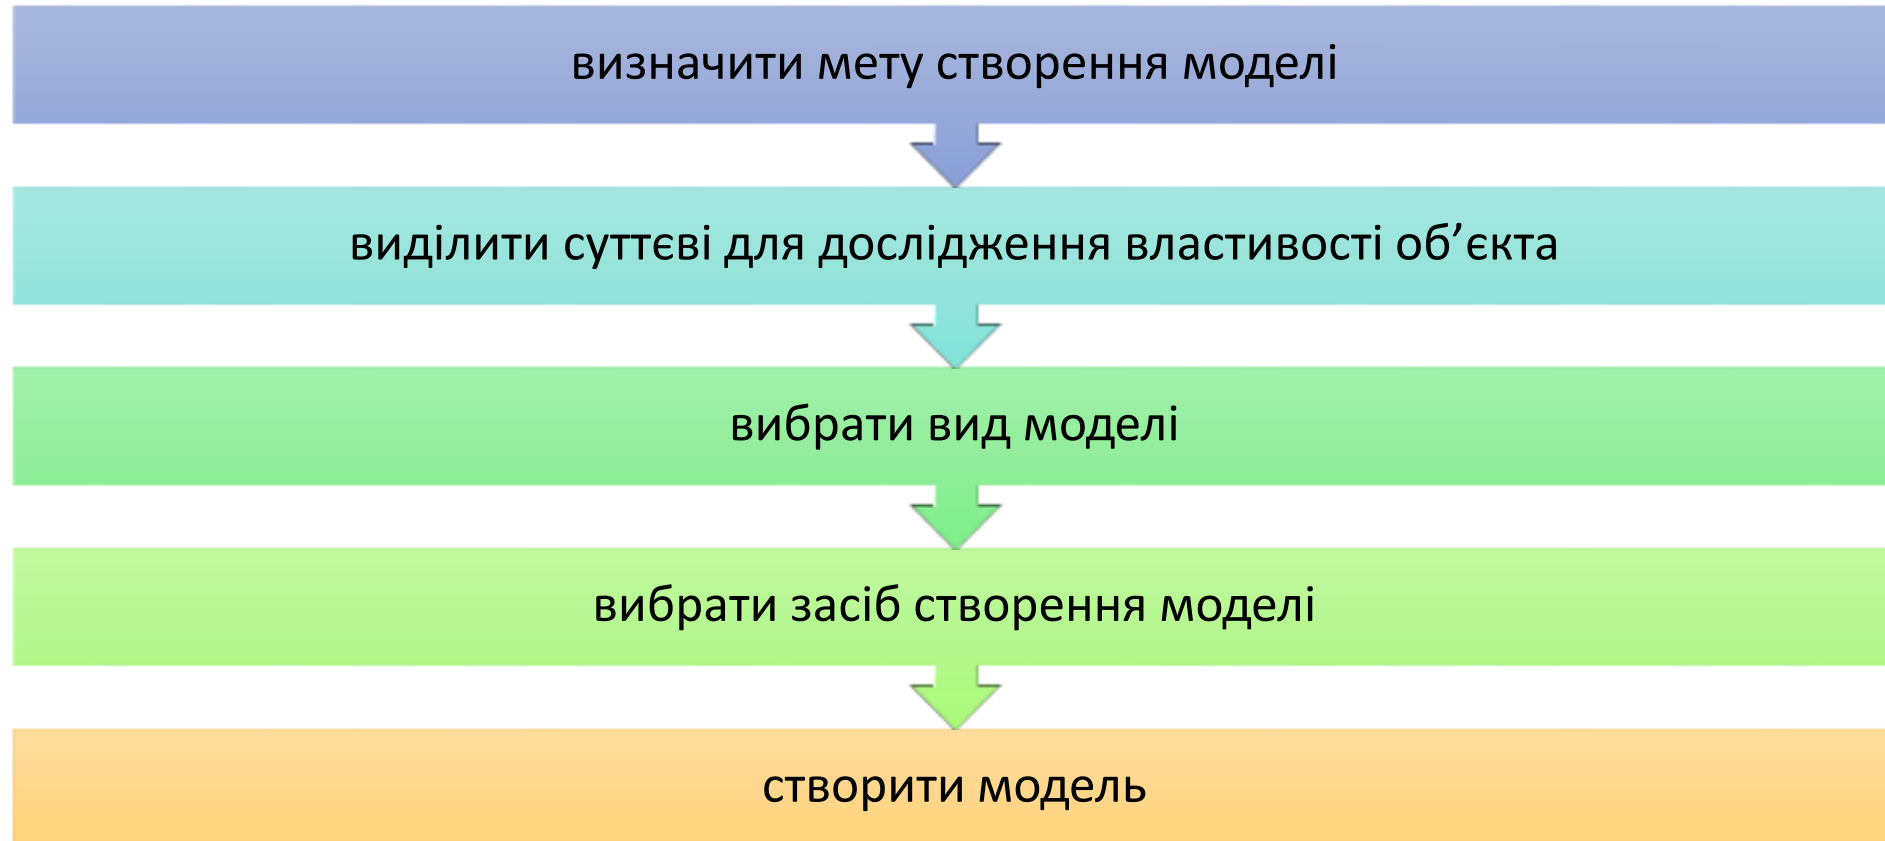 визначити мету створення моделі
виділити суттєві для дослідження властивості об’єкта
вибрати вид моделі
вибрати засіб створення моделі
створити модель